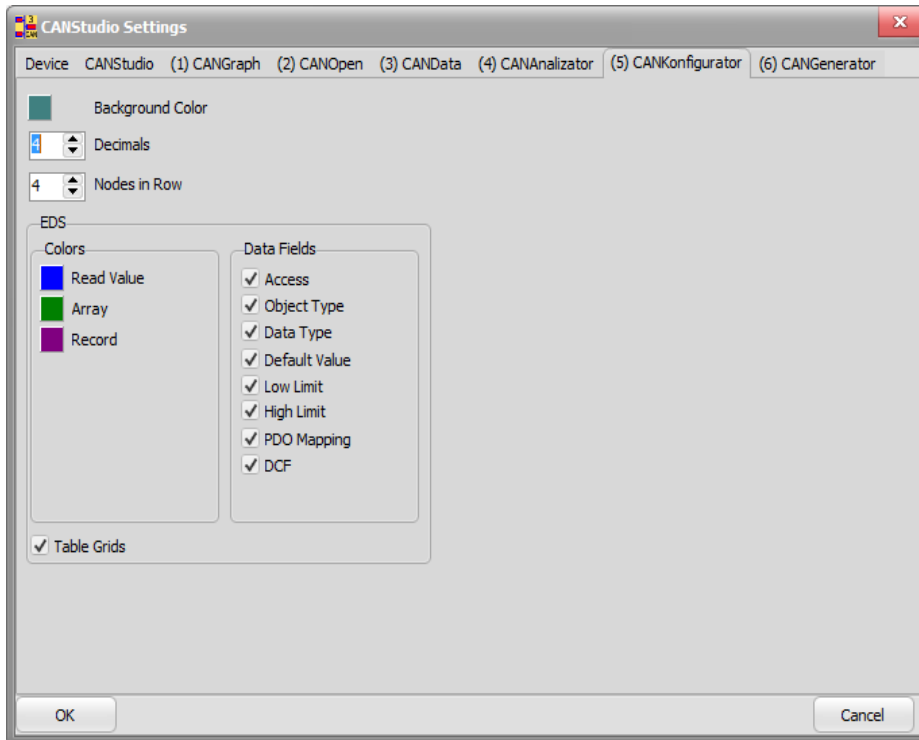 CANStudio Settings
Device CANStudio (1) CANGraph (2) CANOpen (3) CANData (4) CANAnalizator (5) CANKonfigurator (6) CANGenerator
Background Color
4 Decimals
4 Nodes in Row
EDS
Colors
Read Value
Array
Record
Data Fields
Access
Object Type
Data Type
Default Value
Low Limit
High Limit
PDO Mapping
DCF
Table Grids
OK Cancel